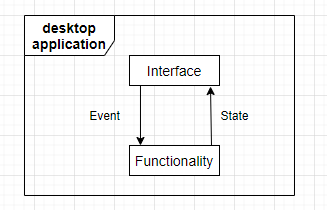 desktop
application
Interface
Event
State
Functionality